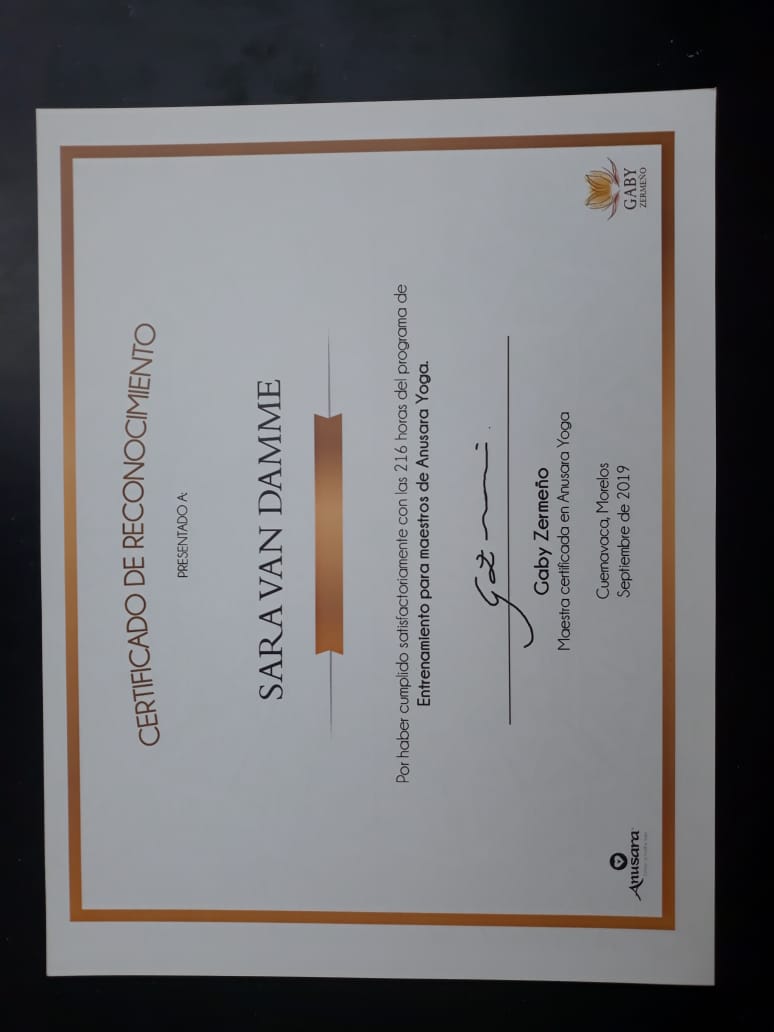 CERTIFICADO DE RECONOCIMIENTO
PRESENTADO A:
SARA VAN DAMME
Por haber cumplido satisfactoriamente con las 216 horas del programa de
Entrenamiento para maestros de Anusara Yoga.
Gaby Zermeño
Maestra certificada en Anusara Yoga
Cuernavaca, Morelos
Septiembre de 2019
Anusara
GABY
ZERMEÑO